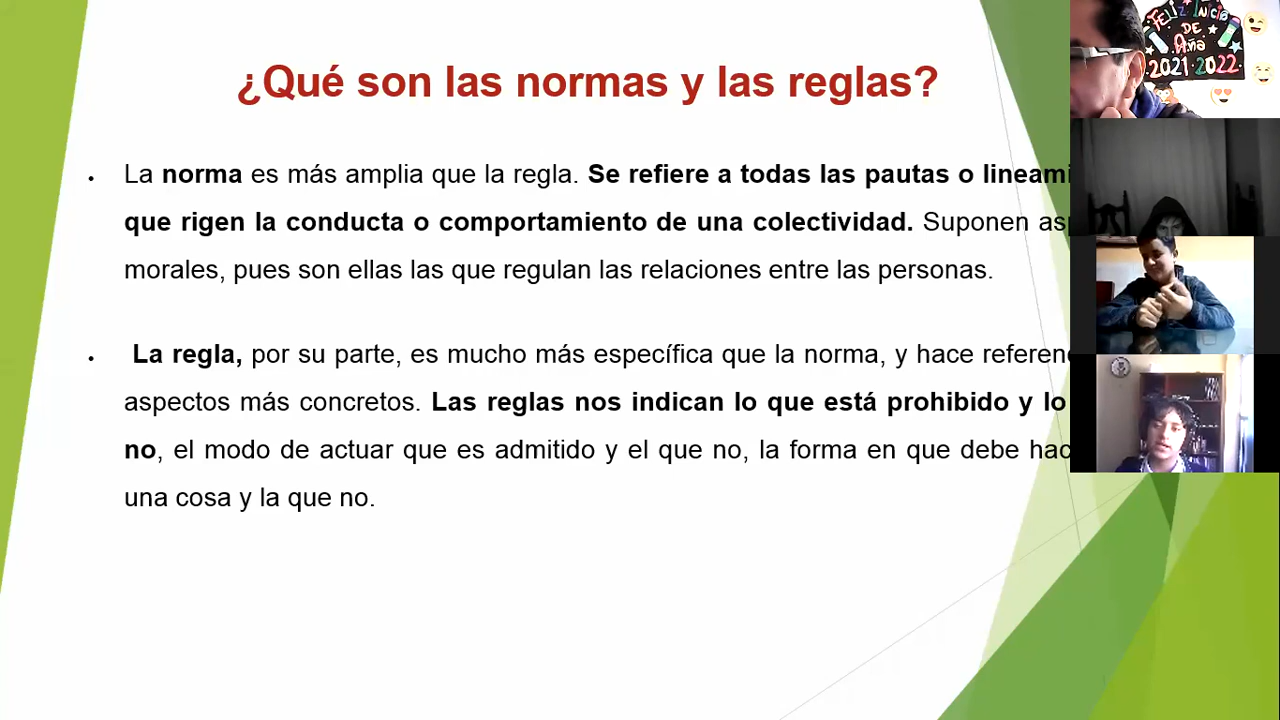 ¿Qué son las normas y las reglas?
• La norma es más amplia que la regla. Se refiere a todas las pautas o
que rigen la conducta o comportamiento de una colectividad. Suponen
morales, pues son ellas las que regulan las relaciones entre las personas.
• La regla, por su parte, es mucho más específica que la norma, y hace
aspectos más concretos. Las reglas nos indican lo que está prohibido y lo
no, el modo de actuar que es admitido y el que no, la forma en que debe
una cosa y la que no.
FELIZ INICIO
DE
Año
2021-2022